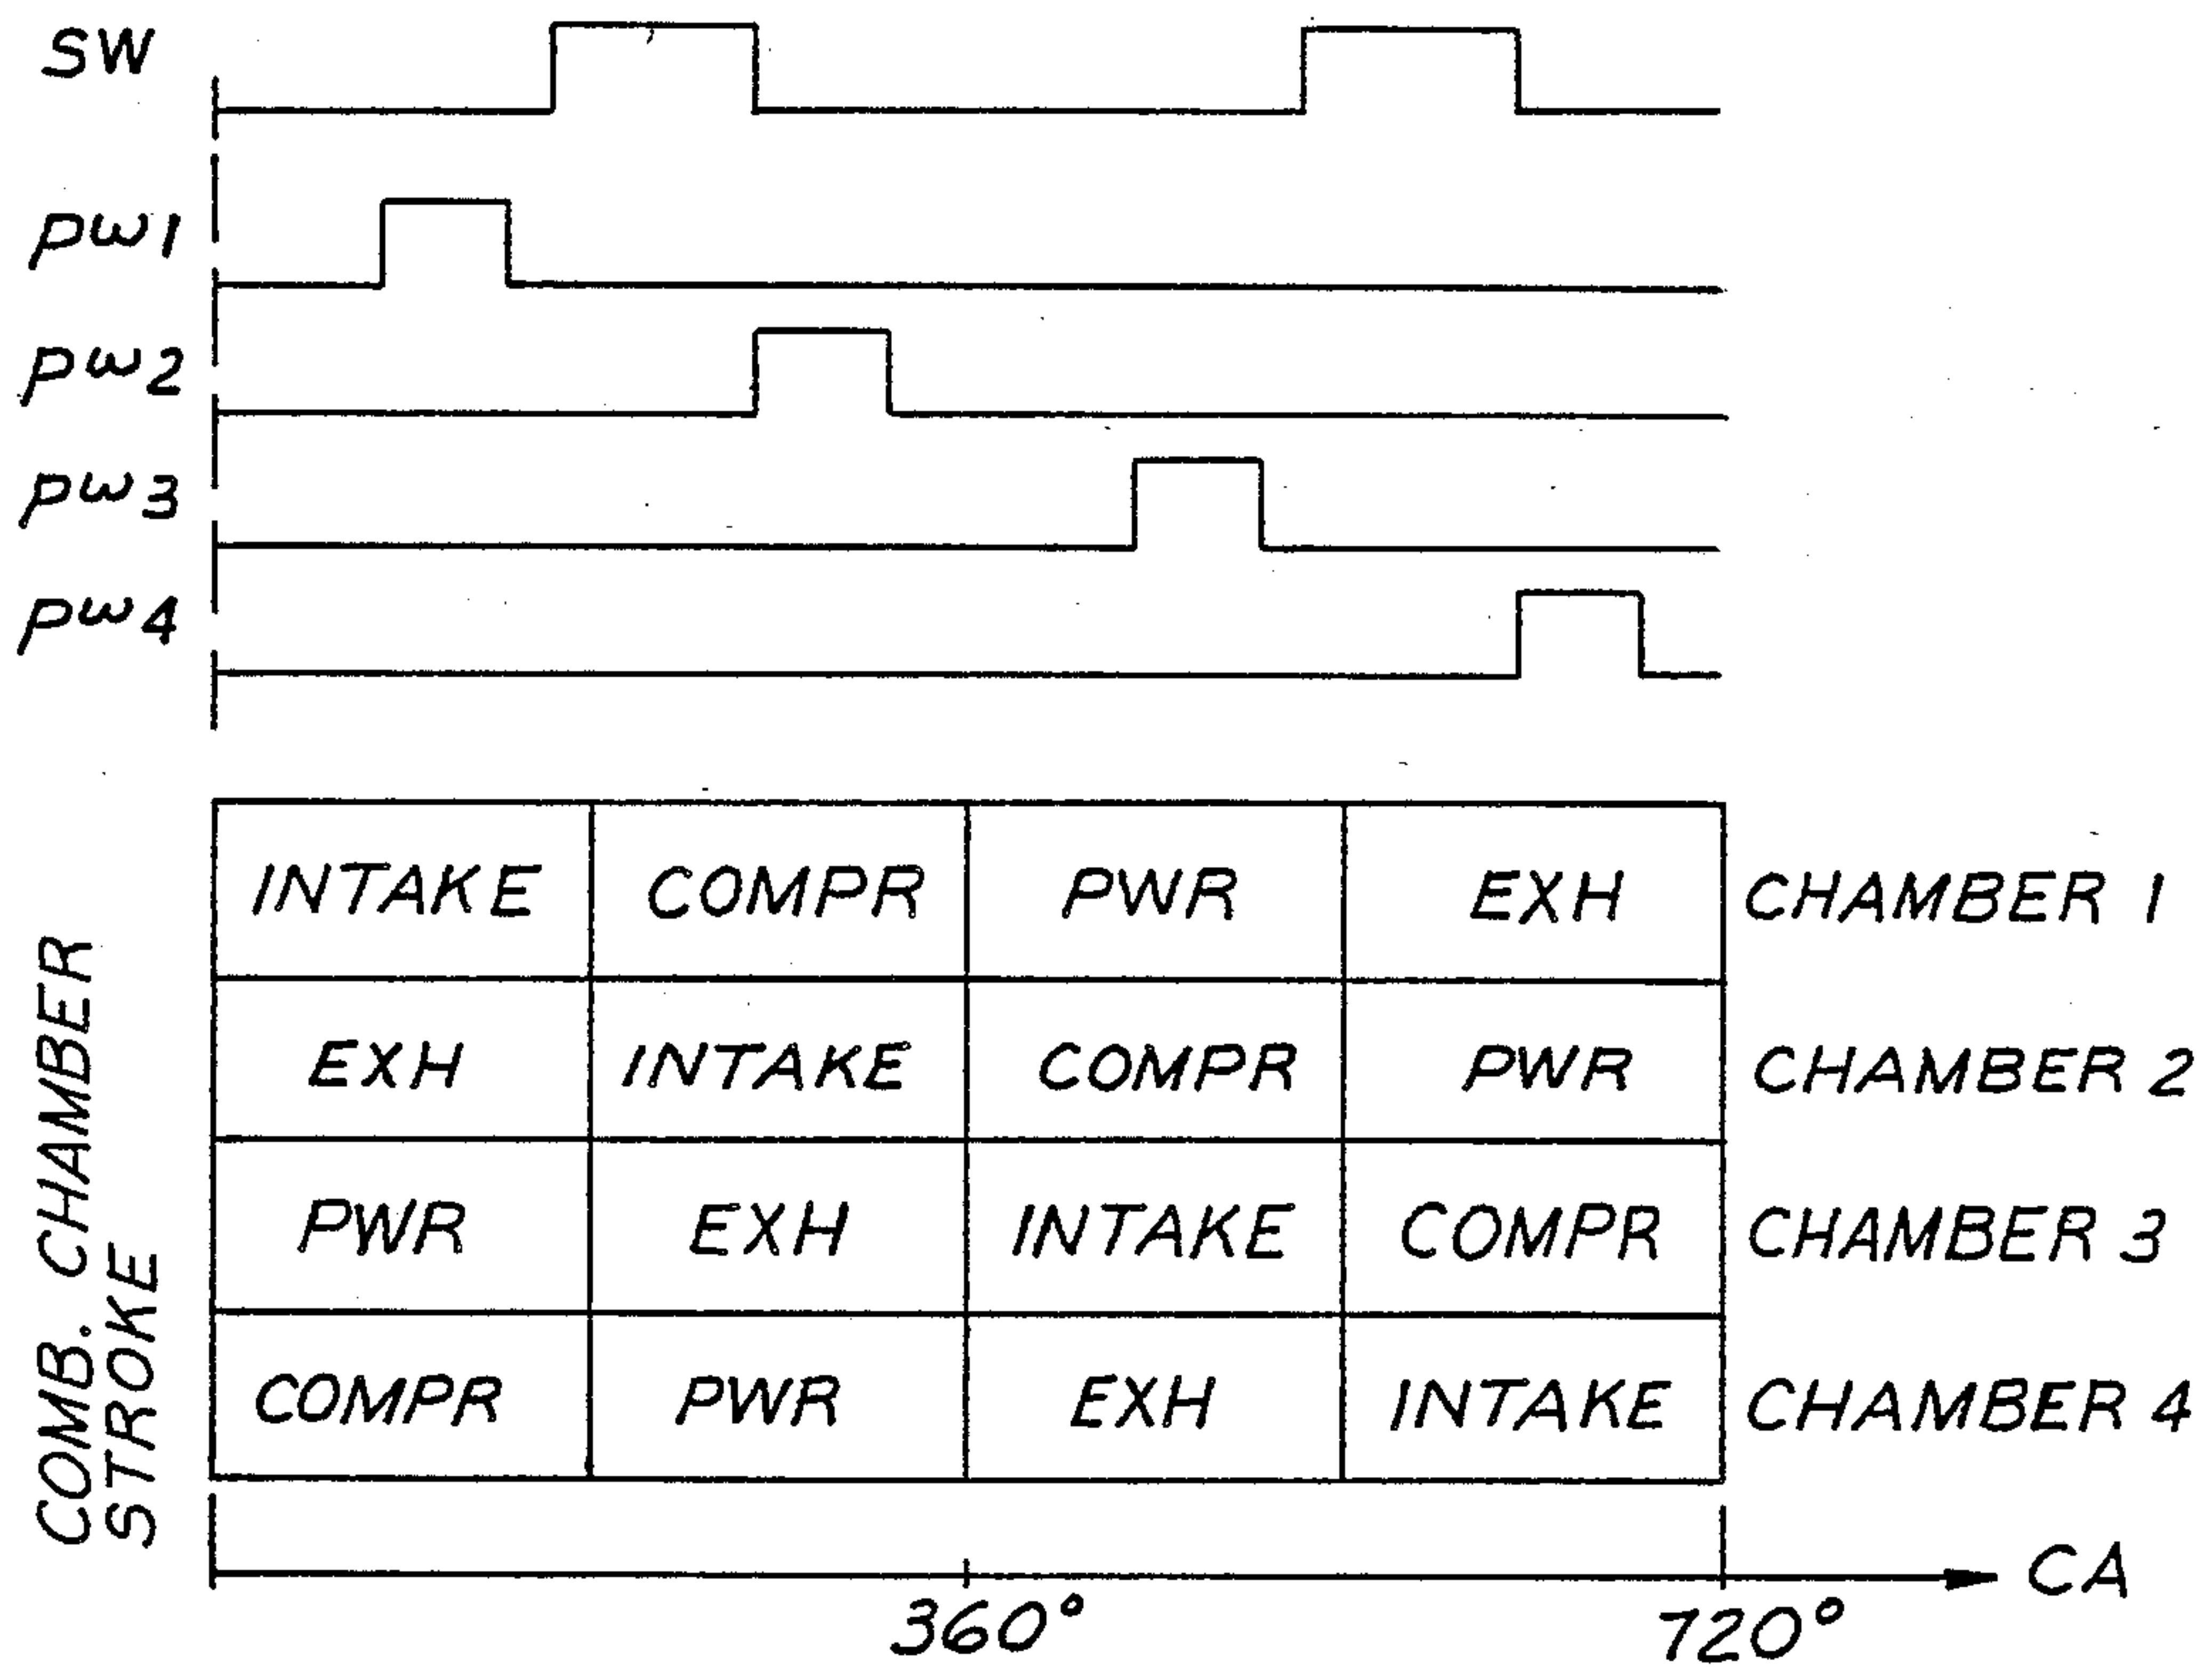 SW
PW1
PW2
PW3
PW4
INTAKE COMPR PWR EXH CHAMBER 1
EXH INTAKE COMPR PWR CHAMBER 2
PWR EXH INTAKE COMPR CHAMBER 3
COMPR PWR EXH INTAKE CHAMBER 4
COMB. CHAMBER
STROKE
CA
360° 720°